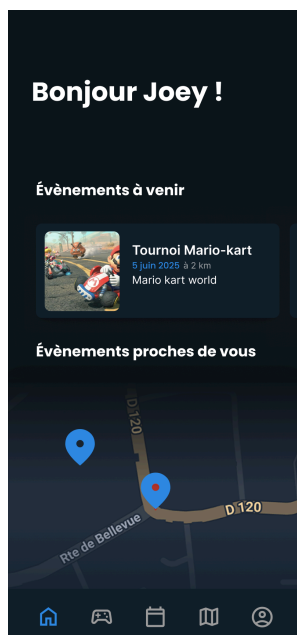 Bonjour Joey !
Évènements à venir
Tournoi Mario-kart
5 juin 2025 à 2 km
Mario kart world
Évènements proches de vous
D 120
D 120
Rte de Bellevue